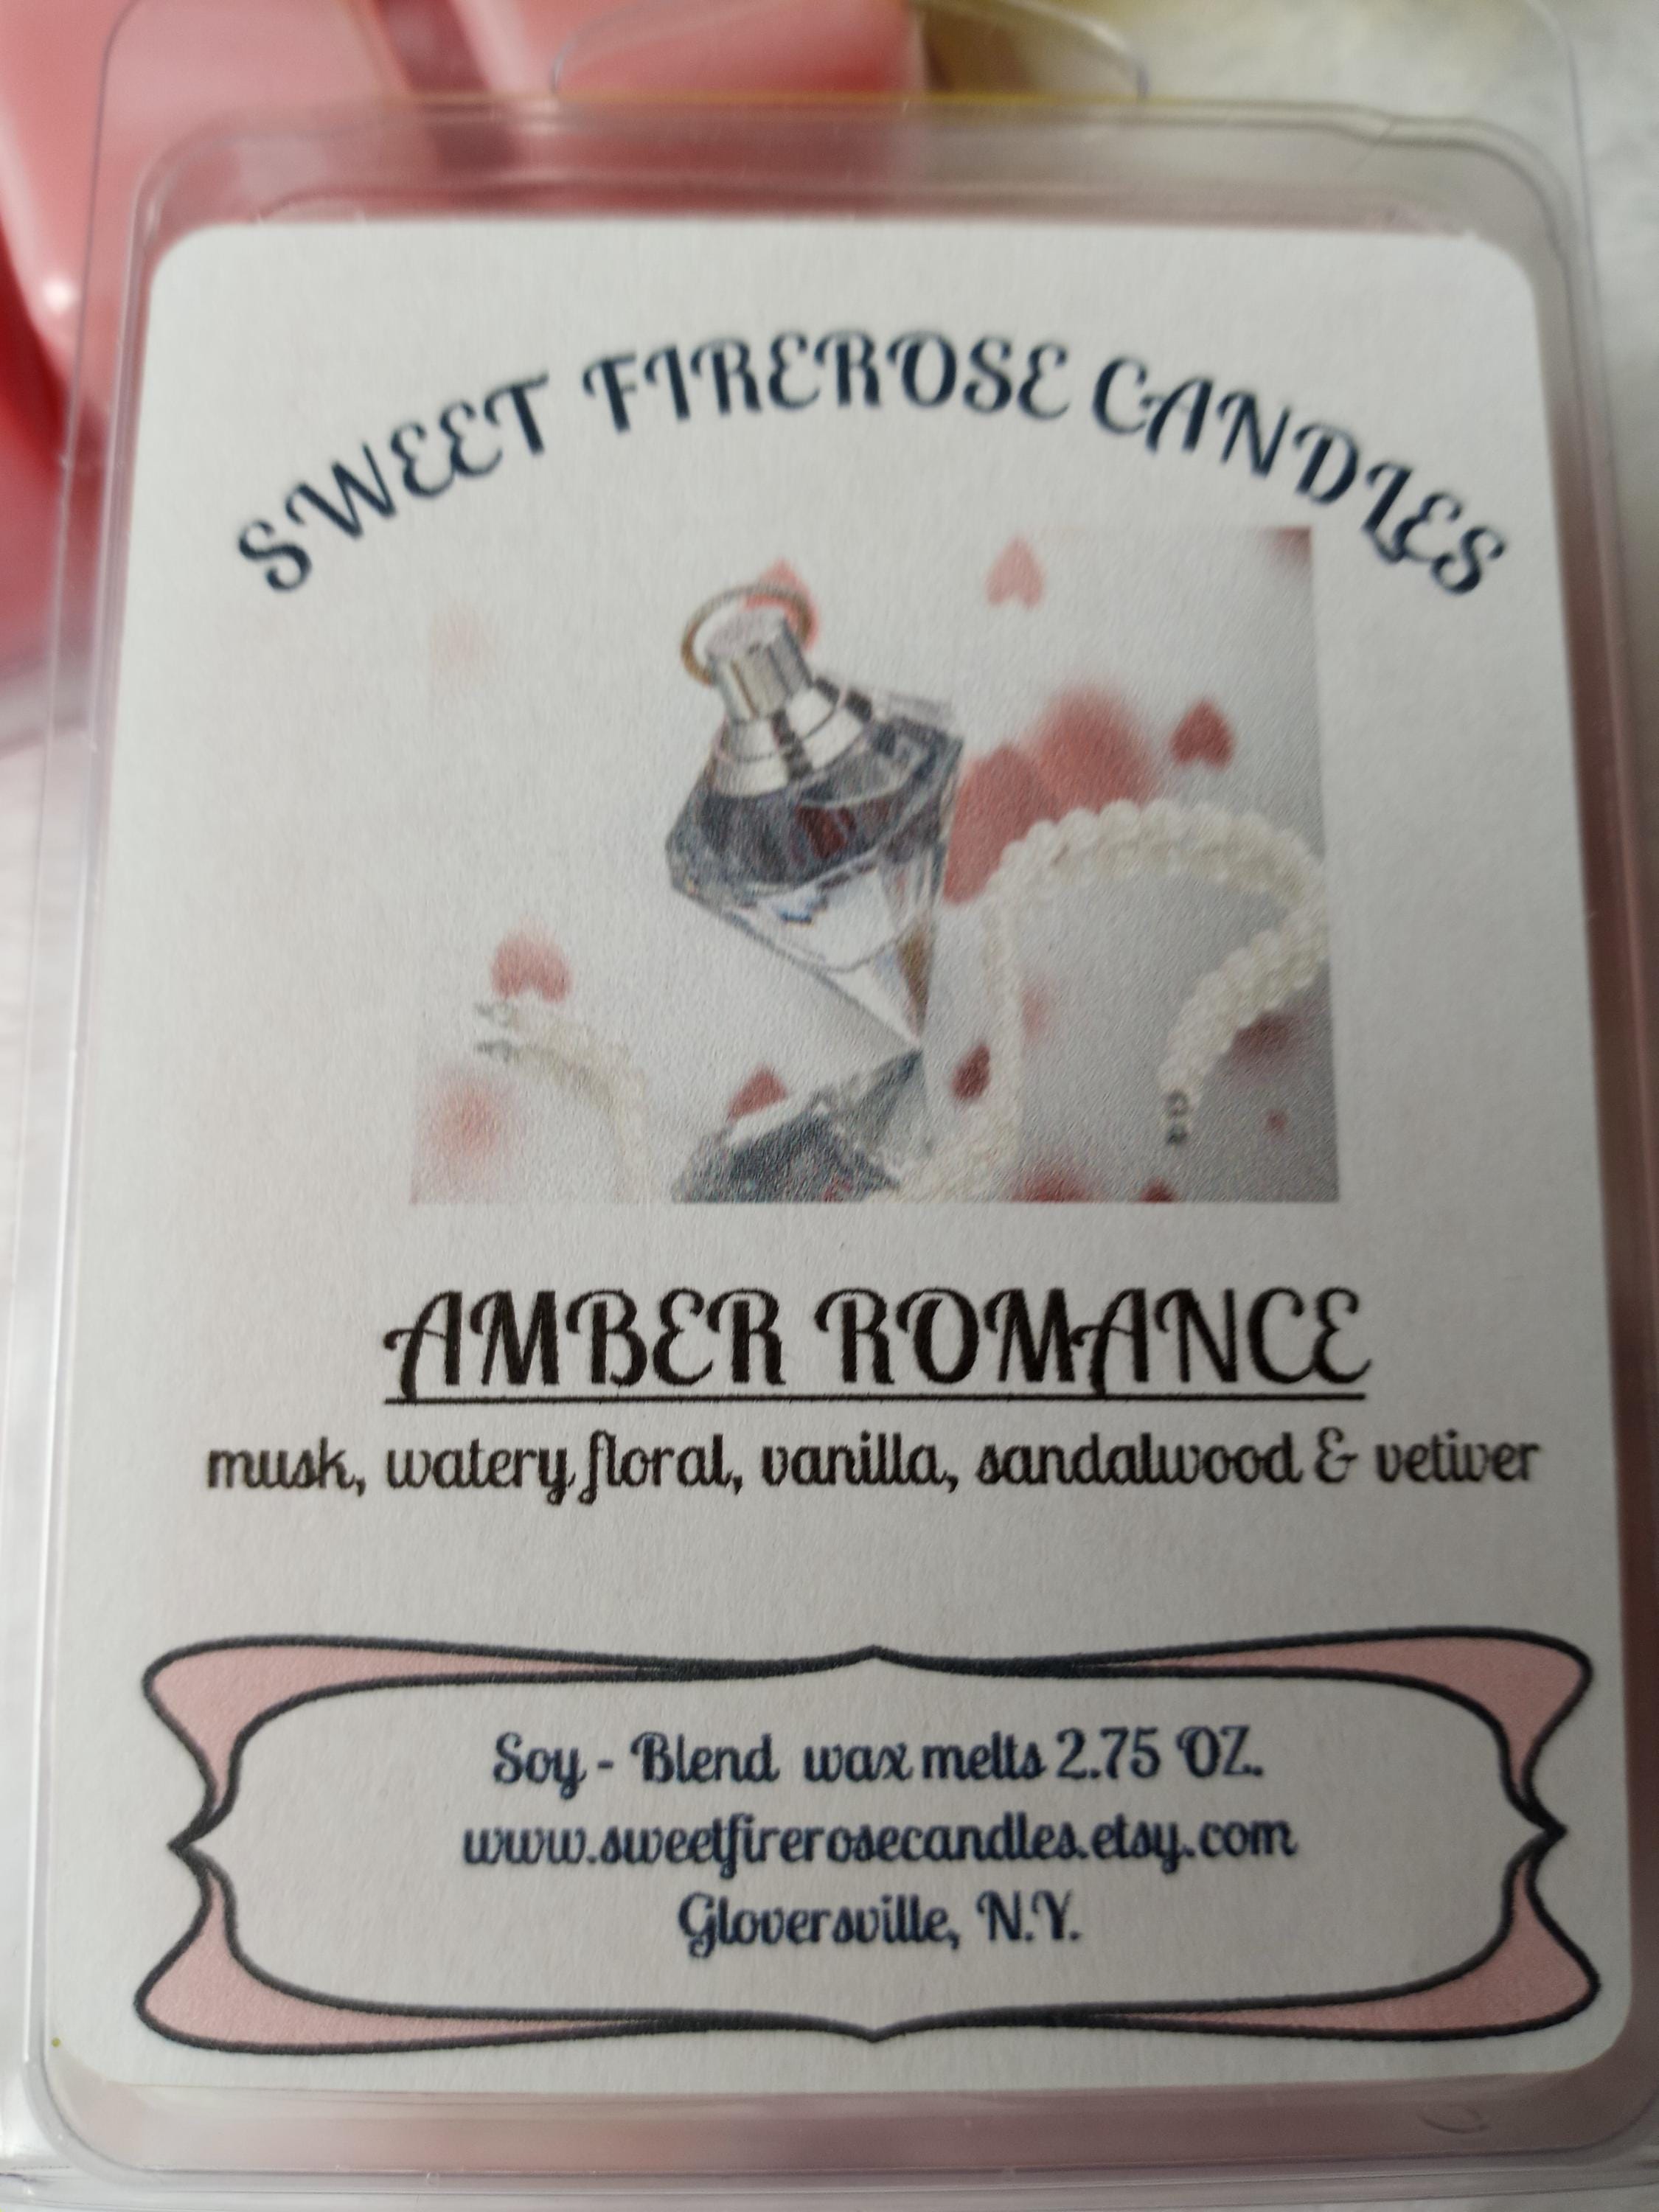 SWEET FIREROSE CANDLES
AMBER ROMANCE
musk, watery floral, vanilla, sandalwood & vetiver
Soy - Blend wax melts 2.75 OZ.
www.sweetfirerosecandles.etsy.com
Gloversville, N.Y.